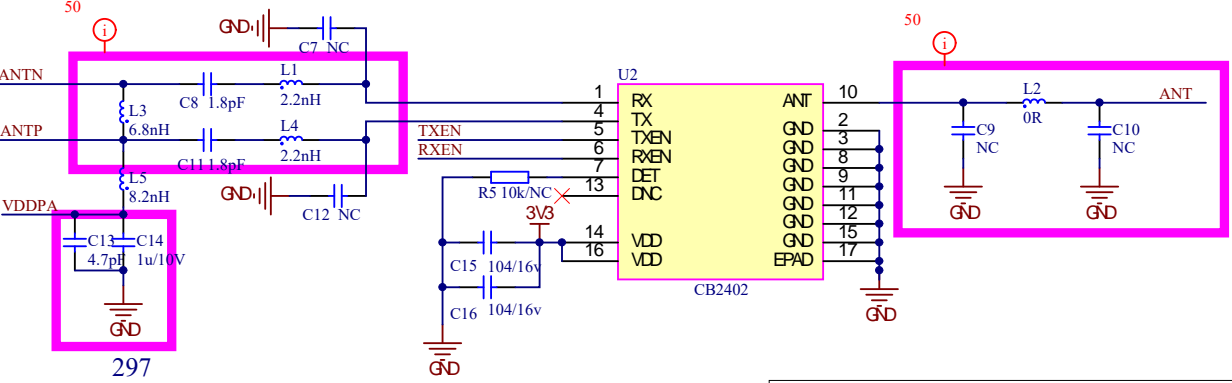 50
i
50
i
GND
C7 NC
ANTN
L1
C8 1.8pF
2.2nH
L3
6.8nH
ANTP
L4
C11 1.8pF
2.2nH
L5
8.2nH
GND
C12 NC
VDDPA
C13
4.7pF
C14
1u/10V
GND
297
TXEN
RXEN
R5 10k/NC
3V3
C15 104/16v
C16 104/16v
GND
U2
1 RX
4 TX
5 TXEN
6 RXEN
7 DET
13 DNC
14 VDD
16 VDD
ANT 10
GND 2
GND 3
GND 8
GND 9
GND 11
GND 12
GND 15
EPAD 17
CB2402
GND
L2
0R
ANT
C9
NC
C10
NC
GND
GND